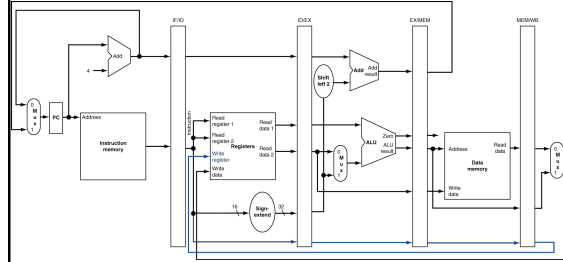 IF/ID
ID/EX
EX/MEM
MEM/WB
Add
4
Add
Add
result
Shift
left 2
0
M
u
x
1
PC
Address
Instruction
memory
Instruction
Read
register 1
Read
register 2
Write
register
Write
data
Registers
Read
data 1
Read
data 2
0
M
u
x
1
Zero
ALU
ALU
result
Address
Write
data
Read
data
Data
memory
0
M
u
x
1
16
Sign-
extend
32